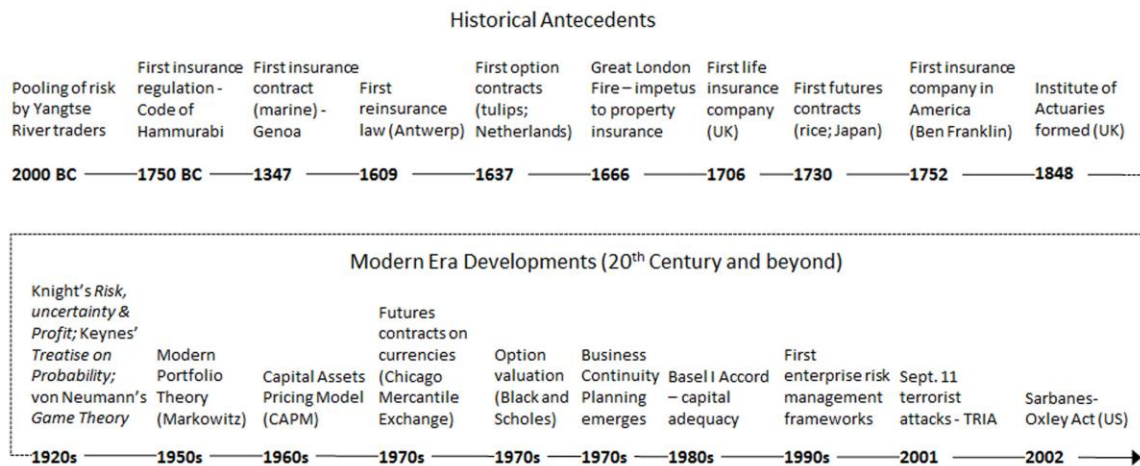 Historical Antecedents
Pooling of risk
by Yangtse
River traders
2000 BC
First insurance
regulation -
Code of
Hammurabi
1750 BC
First insurance
contract
(marine) -
Genoa
1347
First
reinsurance
law (Antwerp)
1609
First option
contracts
(tulips;
Netherlands)
1637
Great London
Fire – impetus
to property
insurance
1666
First life
insurance
company
(UK)
1706
First futures
contracts
(rice; Japan)
1730
First insurance
company in
America
(Ben Franklin)
1752
Institute of
Actuaries
formed (UK)
1848
Modern Era Developments (20th Century and beyond)
Knight's Risk,
uncertainty &
Profit; Keynes'
Treatise on
Probability;
von Neumann's
Game Theory
1920s
Modern
Portfolio
Theory
(Markowitz)
1950s
Capital Assets
Pricing Model
(CAPM)
1960s
Futures
contracts on
currencies
(Chicago
Mercantile
Exchange)
1970s
Option
valuation
(Black and
Scholes)
1970s
Business
Continuity
Planning
emerges
1970s
Basel I Accord
– capital
adequacy
1980s
First
enterprise risk
management
frameworks
1990s
Sept. 11
terrorist
attacks - TRIA
2001
Sarbanes-
Oxley Act (US)
2002